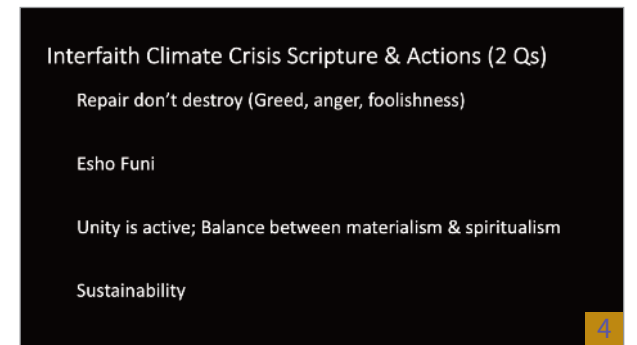 Interfaith Climate Crisis Scripture & Actions (2 Qs)
Repair don't destroy (Greed, anger, foolishness)
Esho Funi
Unity is active; Balance between materialism & spiritualism
Sustainability
4